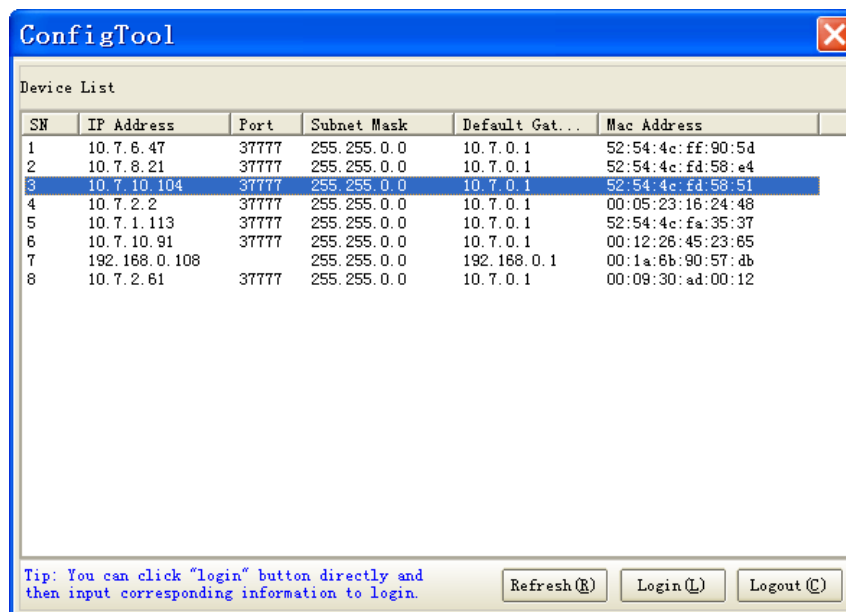 ConfigTool
Device List
SN IP Address Port Subnet Mask Default Gat... Mac Address
1 10.7.6.47 37777 255.255.0.0 10.7.0.1 52:54:4c:ff:90:5d
2 10.7.8.21 37777 255.255.0.0 10.7.0.1 52:54:4c:fd:58:e4
3 10.7.10.104 37777 255.255.0.0 10.7.0.1 52:54:4c:fd:58:51
4 10.7.2.2 37777 255.255.0.0 10.7.0.1 00:05:23:16:24:48
5 10.7.1.113 37777 255.255.0.0 10.7.0.1 52:54:4c:fa:35:37
6 10.7.10.91 37777 255.255.0.0 10.7.0.1 00:12:26:45:23:65
7 192.168.0.108 255.255.0.0 192.168.0.1 00:1a:6b:90:57:db
8 10.7.2.61 37777 255.255.0.0 10.7.0.1 00:09:30:ad:00:12
Tip: You can click "login" button directly and
then input corresponding information to login.
Refresh(R) Login(L) Logout(C)